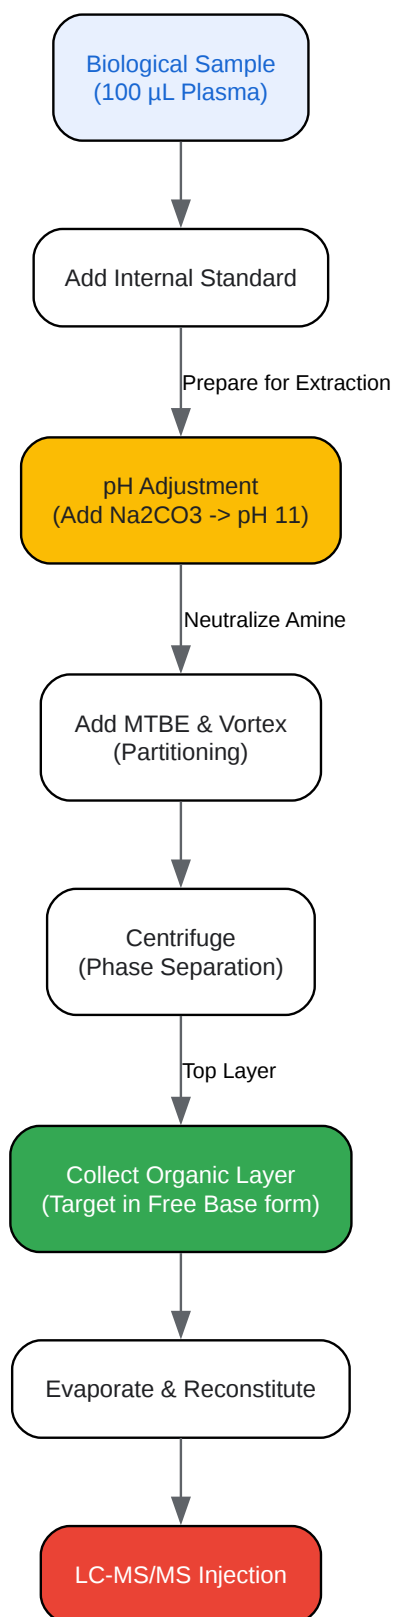 Biological Sample
(100 µL Plasma)
Add Internal Standard
Prepare for Extraction
pH Adjustment
(Add Na2CO3 -> pH 11)
Neutralize Amine
Add MTBE & Vortex
(Partitioning)
Centrifuge
(Phase Separation)
Top Layer
Collect Organic Layer
(Target in Free Base form)
Evaporate & Reconstitute
LC-MS/MS Injection